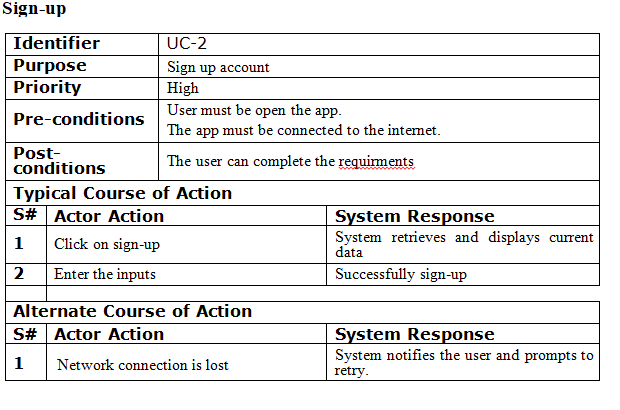 Sign-up
Identifier UC-2
Purpose Sign up account
Priority High
Pre-conditions User must be open the app.
The app must be connected to the internet.
Post-
conditions The user can complete the requirments
Typical Course of Action
S# Actor Action System Response
1 Click on sign-up System retrieves and displays current
data
2 Enter the inputs Successfully sign-up
Alternate Course of Action
S# Actor Action System Response
1 Network connection is lost System notifies the user and prompts to
retry.